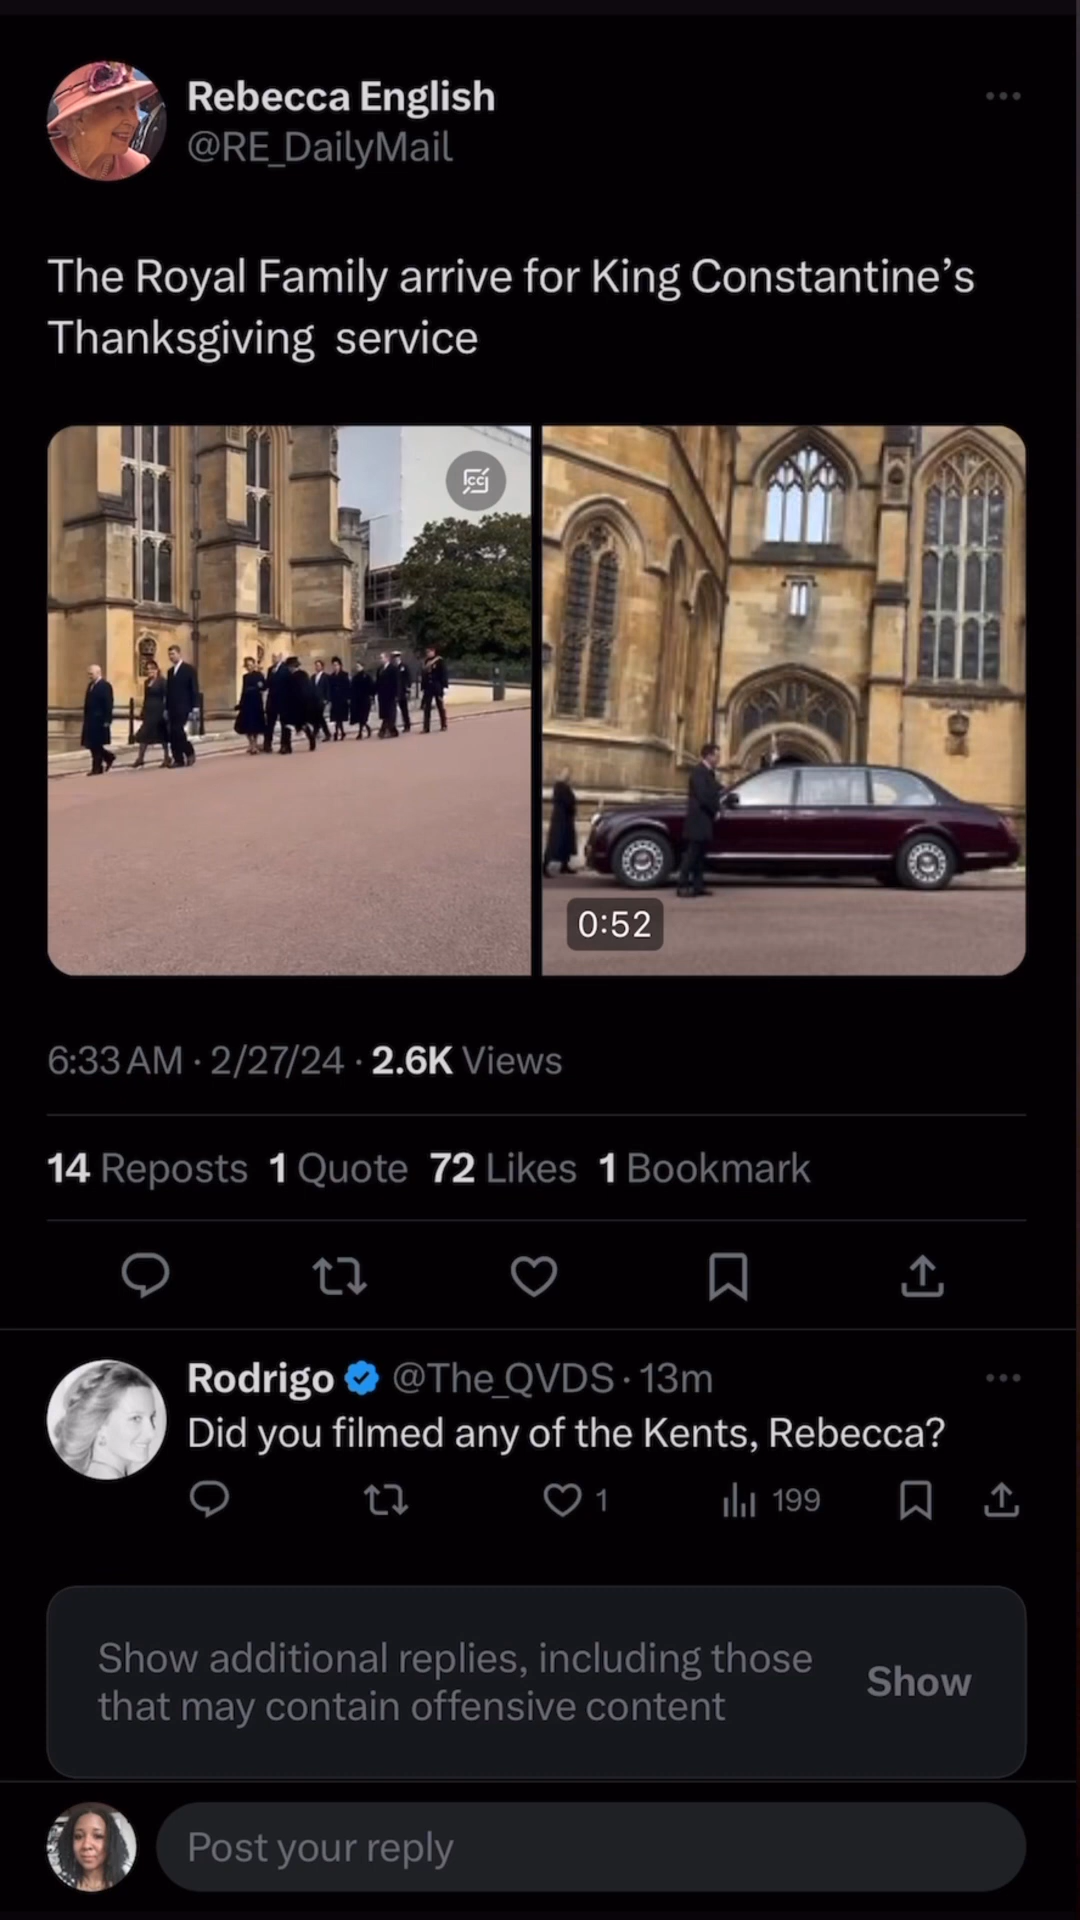 Rebecca English
@RE_DailyMail
The Royal Family arrive for King Constantine’s
Thanksgiving  service
CC
0:52
6:33 AM · 2/27/24 · 2.6K Views
14 Reposts 1 Quote 72 Likes 1 Bookmark
Rodrigo @The_QVDS · 13m
Did you filmed any of the Kents, Rebecca?
1 199
Show additional replies, including those
that may contain offensive content
Show
Post your reply